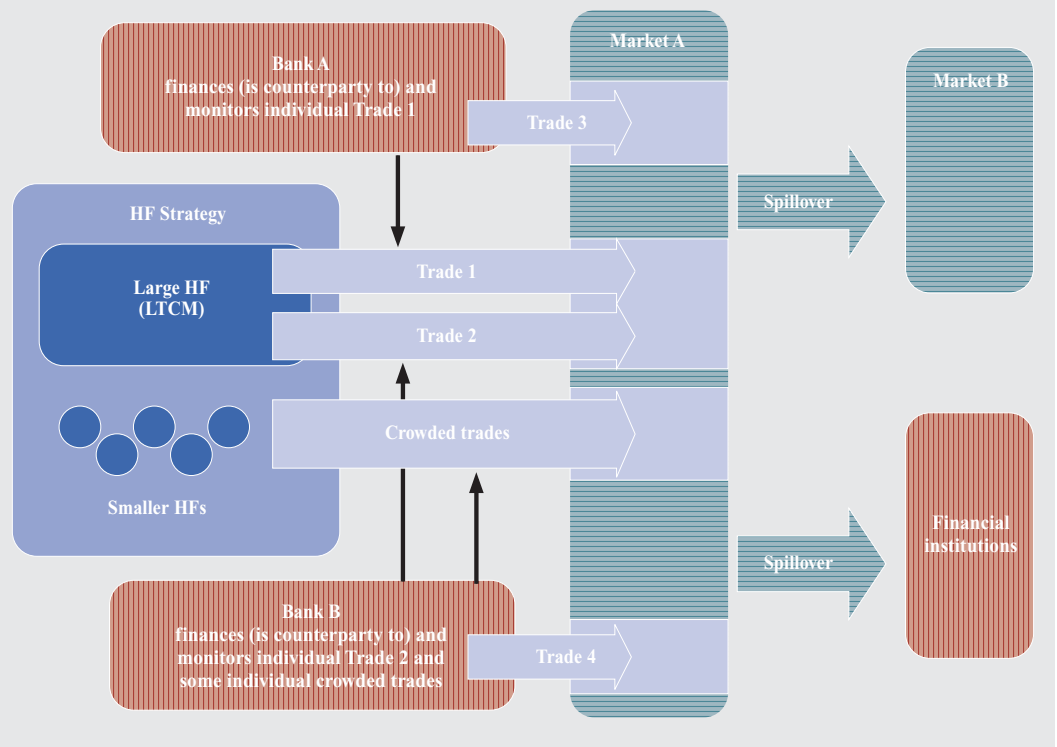 Bank A
finances (is counterparty to) and
monitors individual Trade 1
Market A
Market B
Trade 3
HF Strategy
Spillover
Large HF
(LTCM)
Trade 1
Trade 2
Crowded trades
Smaller HFs
Financial
institutions
Spillover
Bank B
finances (is counterparty to) and
monitors individual Trade 2 and
some individual crowded trades
Trade 4